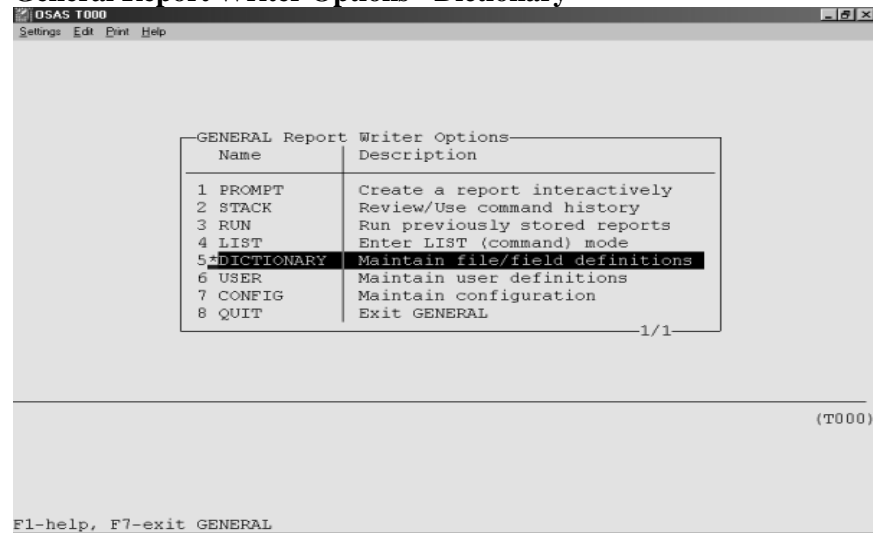 General Report Writer Options - Dictionary
OSAS T000
Settings Edit Print Help
GENERAL Report Writer Options
Name Description
1 PROMPT Create a report interactively
2 STACK Review/Use command history
3 RUN Run previously stored reports
4 LIST Enter LIST (command) mode
5*DICTIONARY Maintain file/field definitions
6 USER Maintain user definitions
7 CONFIG Maintain configuration
8 QUIT Exit GENERAL
1/1
(T000)
F1-help, F7-exit GENERAL